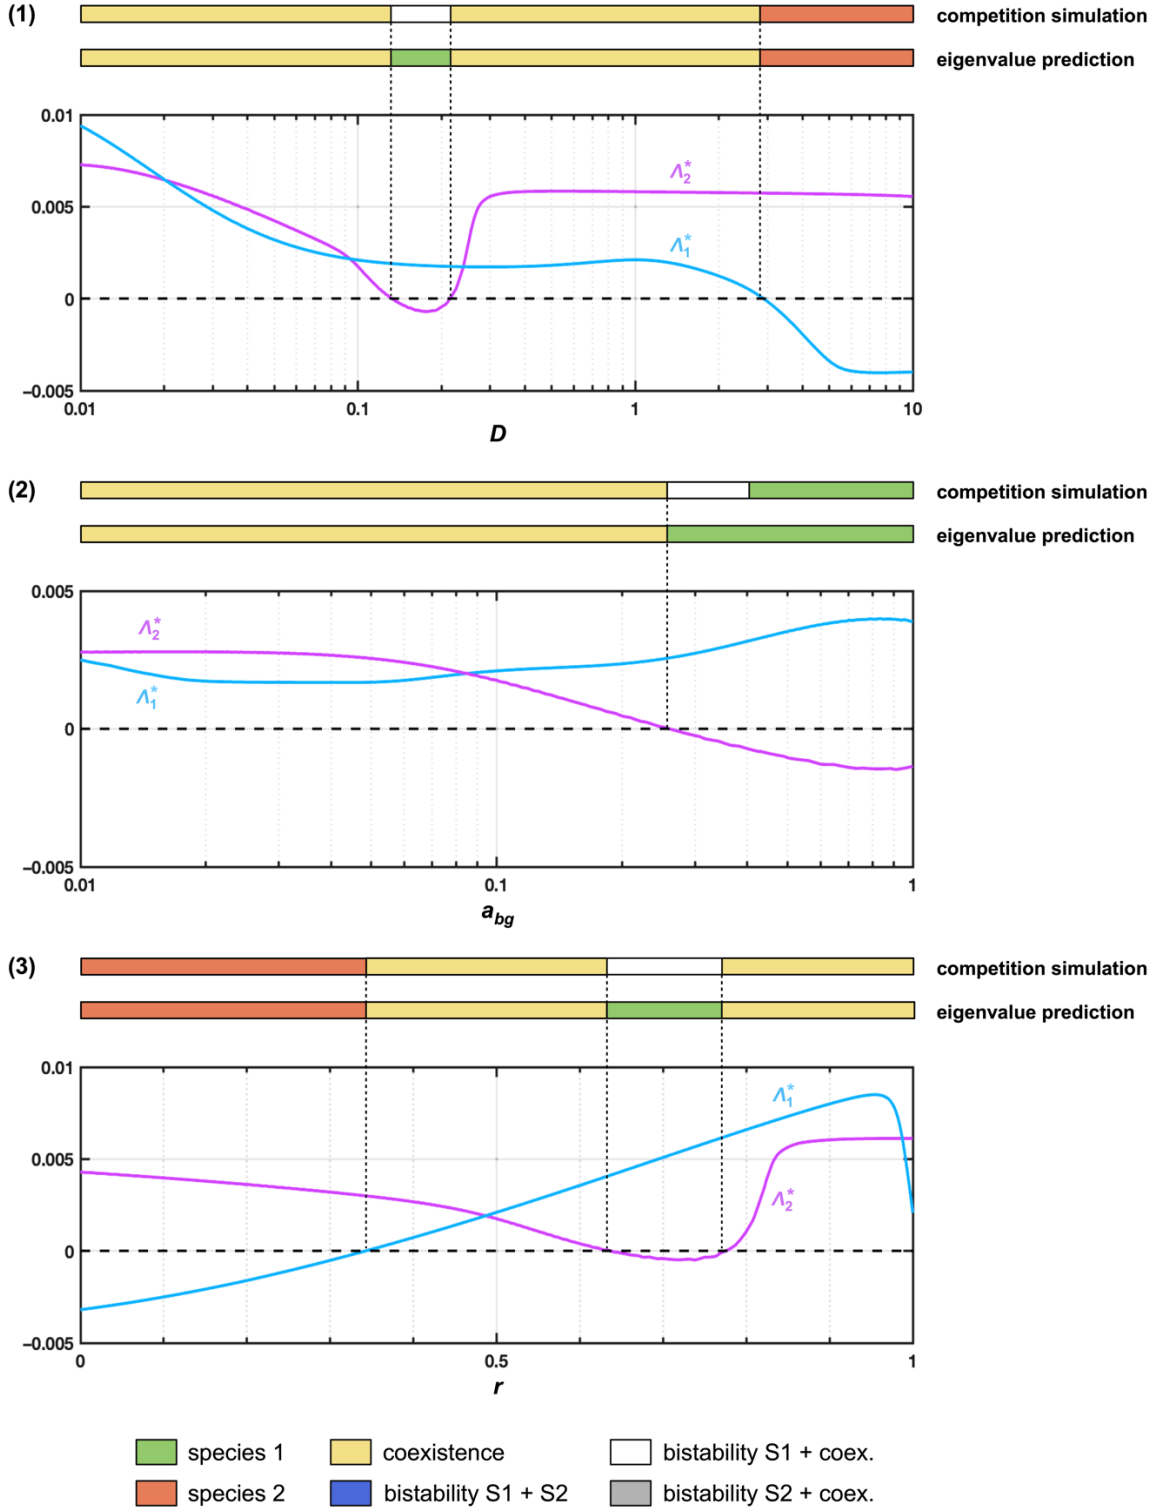 (1)
competition simulation
eigenvalue prediction
0.01
Λ₂*
0.005
Λ₁*
0
−0.005
0.01 0.1 1 10
D
(2)
competition simulation
eigenvalue prediction
0.005
Λ₂*
Λ₁*
0
−0.005
0.01 0.1 1
a_bg
(3)
competition simulation
eigenvalue prediction
0.01
Λ₁*
0.005
Λ₂*
0
−0.005
0 0.5 1
r
species 1 coexistence bistability S1 + coex.
species 2 bistability S1 + S2 bistability S2 + coex.